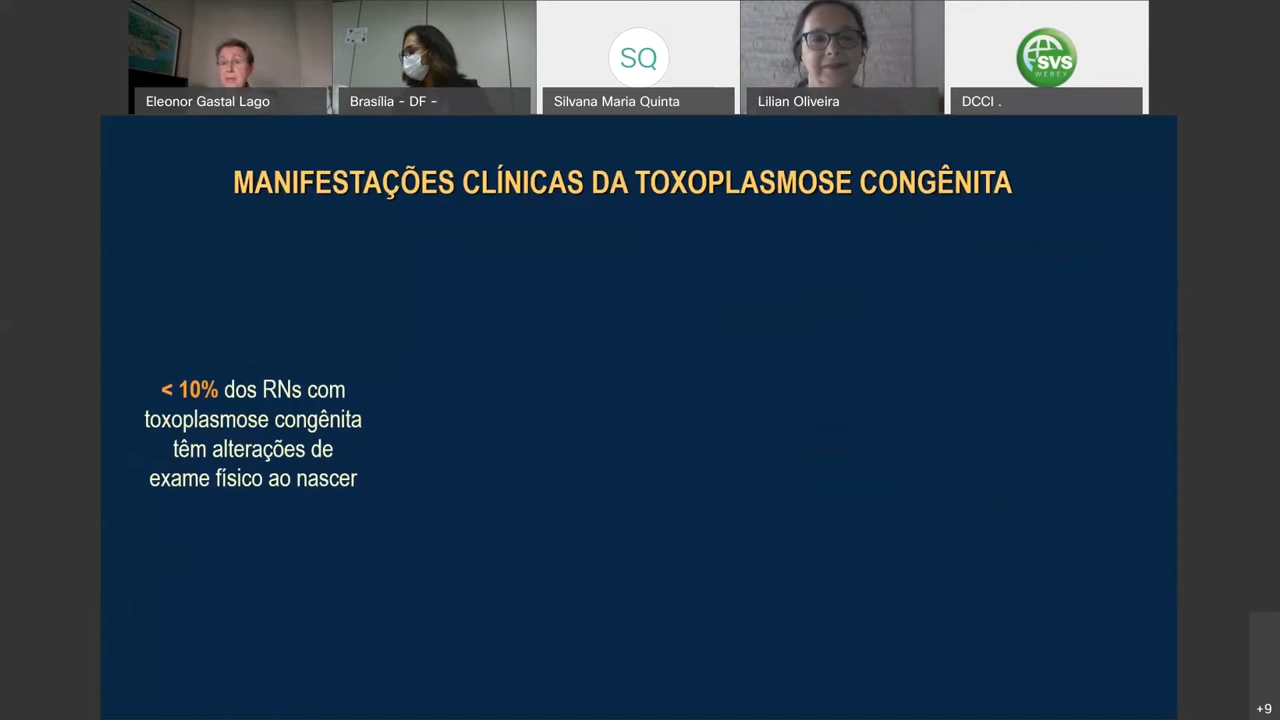 SQ
SVS
WEBEX
Eleonor Gastal Lago
Brasília - DF -
Silvana Maria Quinta
Lilian Oliveira
DCCI .
MANIFESTAÇÕES CLÍNICAS DA TOXOPLASMOSE CONGÊNITA
< 10% dos RNs com
toxoplasmose congênita
têm alterações de
exame físico ao nascer
+9